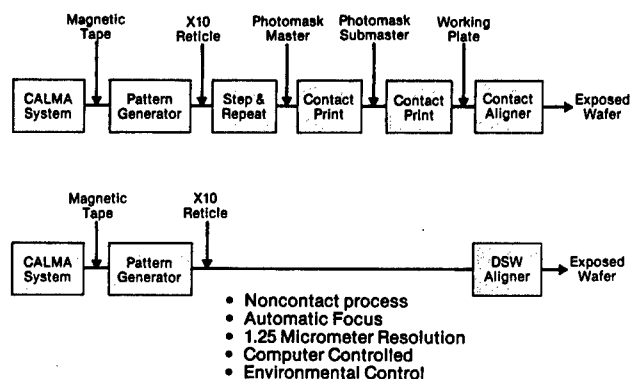 Magnetic
Tape
X10
Reticle
Photomask
Master
Photomask
Submaster
Working
Plate
CALMA
System
Pattern
Generator
Step &
Repeat
Contact
Print
Contact
Print
Contact
Aligner
Exposed
Wafer
Magnetic
Tape
X10
Reticle
CALMA
System
Pattern
Generator
DSW
Aligner
Exposed
Wafer
• Noncontact process
• Automatic Focus
• 1.25 Micrometer Resolution
• Computer Controlled
• Environmental Control